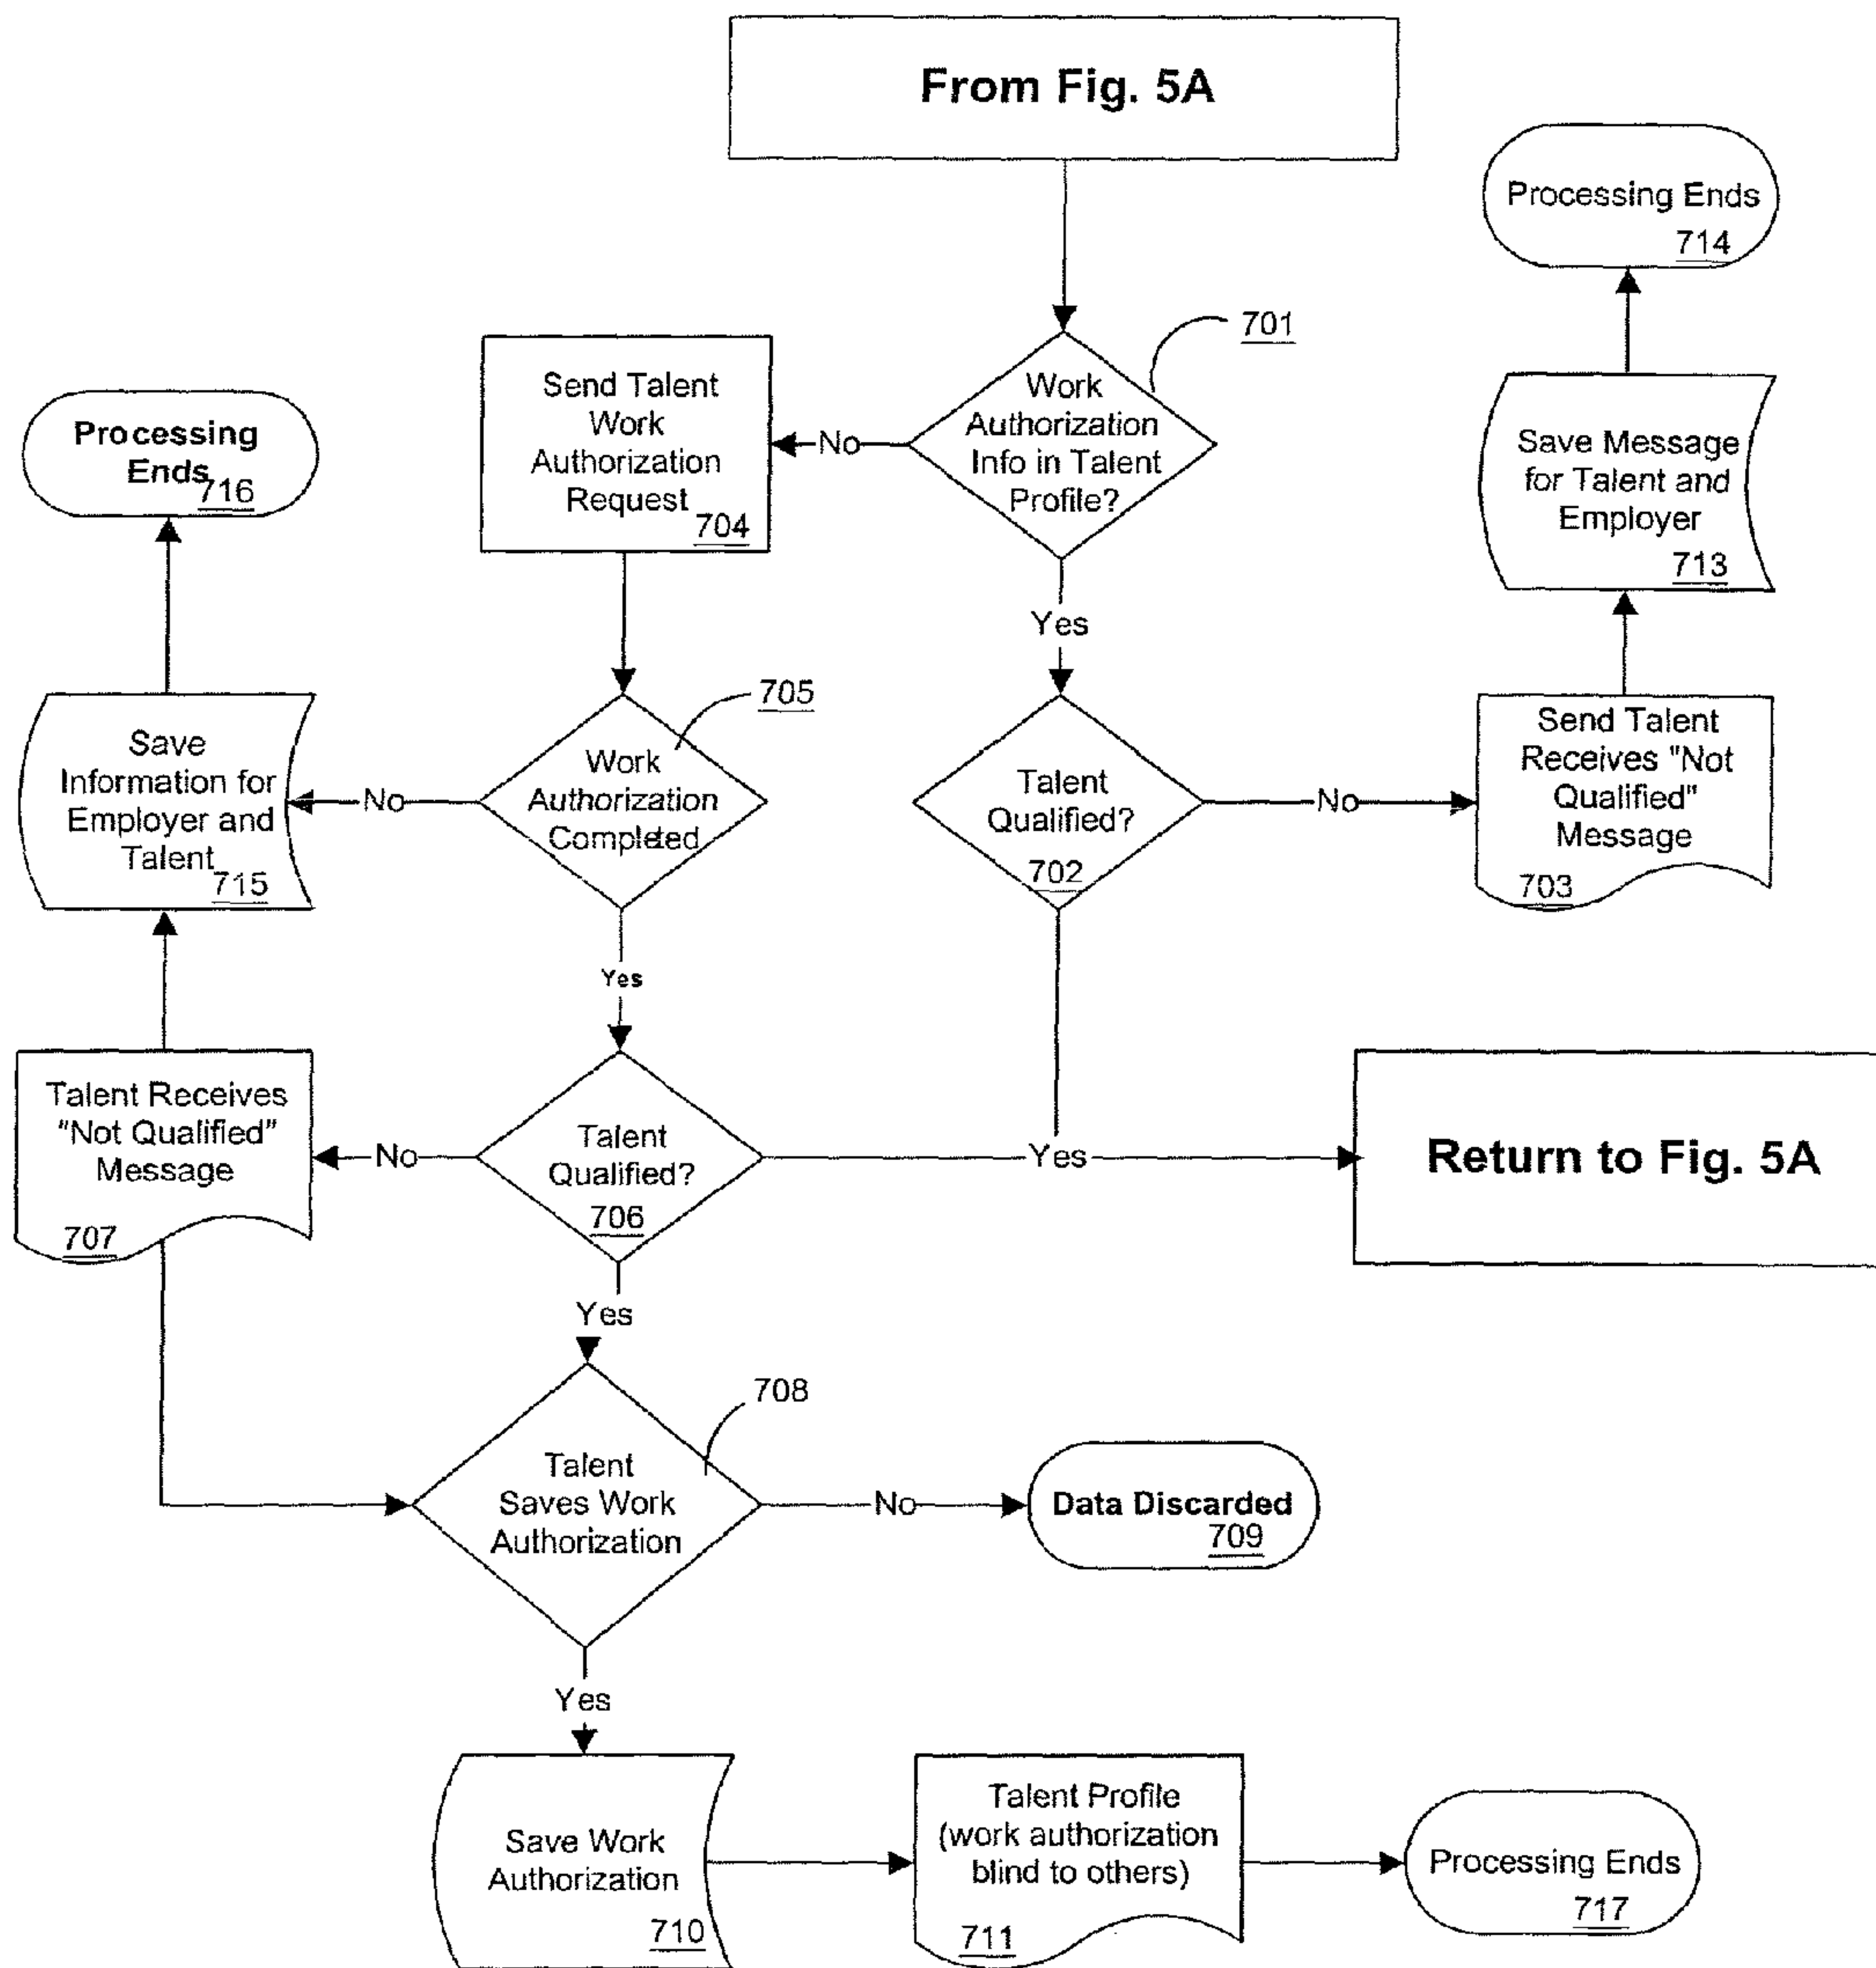 From Fig. 5A
Processing Ends
714
701
Work
Authorization
Info in Talent
Profile?
No
Send Talent
Work
Authorization
Request
704
Processing
Ends
716
Save Message
for Talent and
Employer
713
Yes
705
Work
Authorization
Completed
No
Save
Information for
Employer and
Talent
715
Talent
Qualified?
702
No
Send Talent
Receives "Not
Qualified"
Message
703
Yes
Talent Receives
“Not Qualified”
Message
707
No
Talent
Qualified?
706
Yes
Return to Fig. 5A
Yes
708
Talent
Saves Work
Authorization
No
Data Discarded
709
Yes
Save Work
Authorization
710
Talent Profile
(work authorization
blind to others)
711
Processing Ends
717